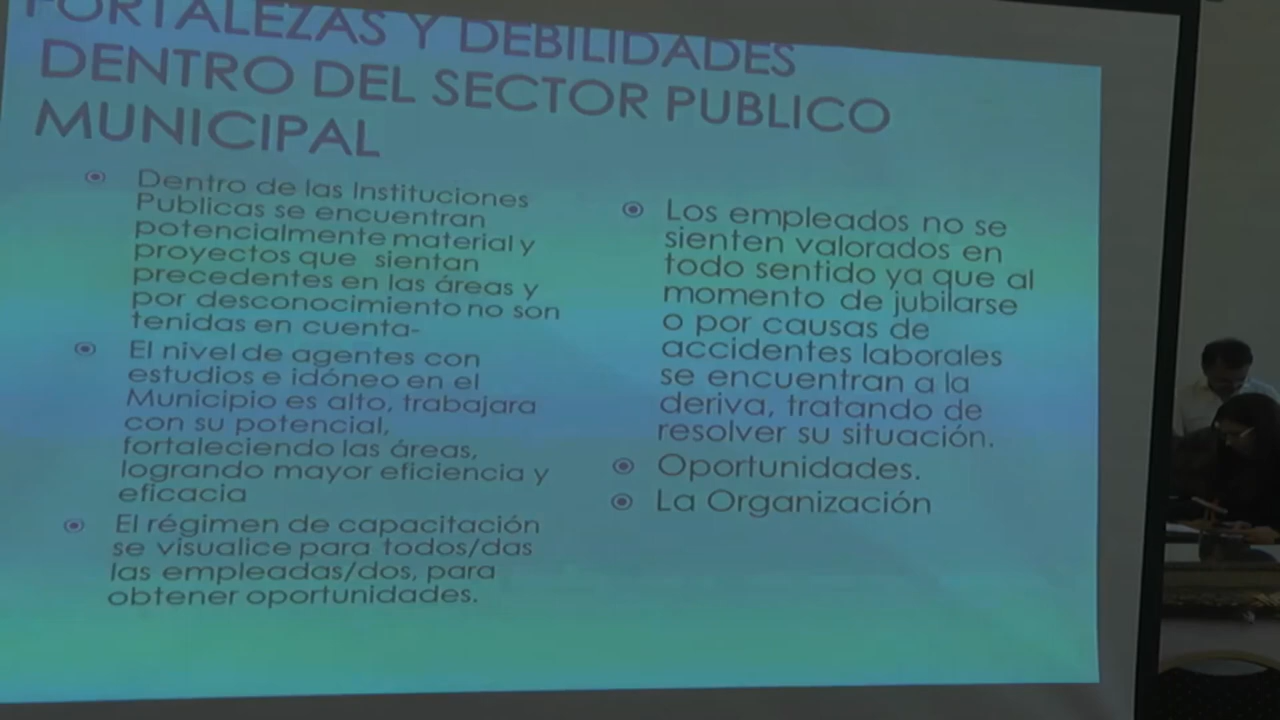 FORTALEZAS Y DEBILIDADES
DENTRO DEL SECTOR PUBLICO
MUNICIPAL
Dentro de las Instituciones
Publicas se encuentran
potencialmente material y
proyectos que sientan
precedentes en las áreas y
por desconocimiento no son
tenidas en cuenta-
El nivel de agentes con
estudios e idóneo en el
Municipio es alto, trabajara
con su potencial,
fortaleciendo las áreas,
logrando mayor eficiencia y
eficacia
El régimen de capacitación
se visualice para todos/das
las empleadas/dos, para
obtener oportunidades.
Los empleados no se
sienten valorados en
todo sentido ya que al
momento de jubilarse
o por causas de
accidentes laborales
se encuentran a la
deriva, tratando de
resolver su situación.
Oportunidades.
La Organización